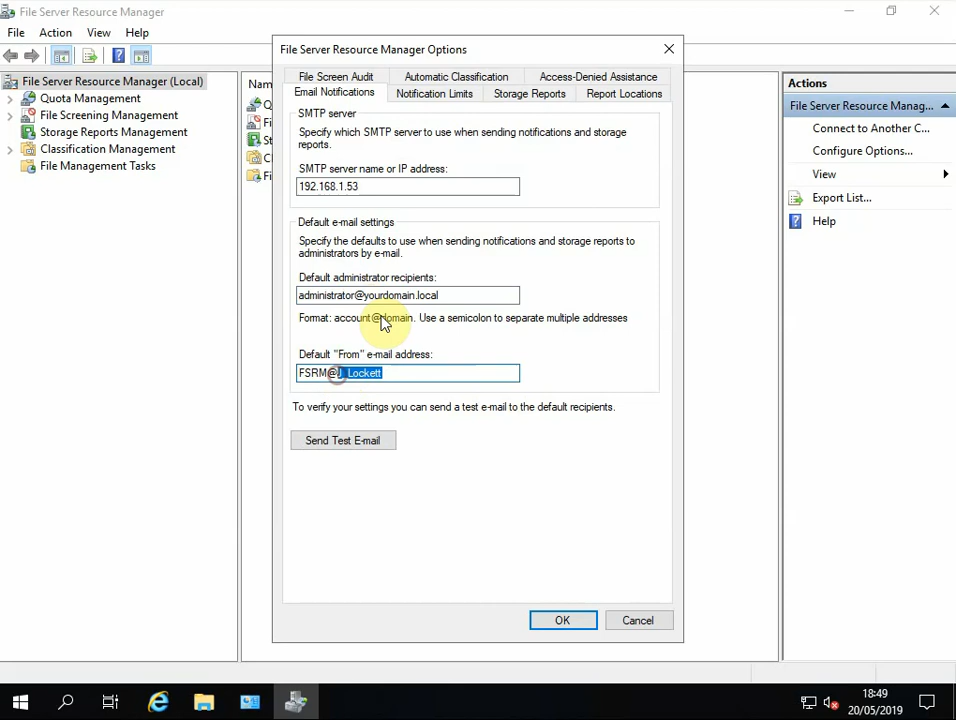 File Server Resource Manager
File Action View Help
File Server Resource Manager (Local)
Quota Management
File Screening Management
Storage Reports Management
Classification Management
File Management Tasks
Nam
Q
Fi
St
Cl
Fi
File Server Resource Manager Options
File Screen Audit Automatic Classification Access-Denied Assistance
Email Notifications Notification Limits Storage Reports Report Locations
SMTP server
Specify which SMTP server to use when sending notifications and storage
reports.
SMTP server name or IP address:
192.168.1.53
Default e-mail settings
Specify the defaults to use when sending notifications and storage reports to
administrators by e-mail.
Default administrator recipients:
administrator@yourdomain.local
Format: account@domain. Use a semicolon to separate multiple addresses
Default "From" e-mail address:
FSRM@J_Lockett
To verify your settings you can send a test e-mail to the default recipients.
Send Test E-mail
OK Cancel
Actions
File Server Resource Manag...
Connect to Another C...
Configure Options...
View
Export List...
Help
18:49
20/05/2019